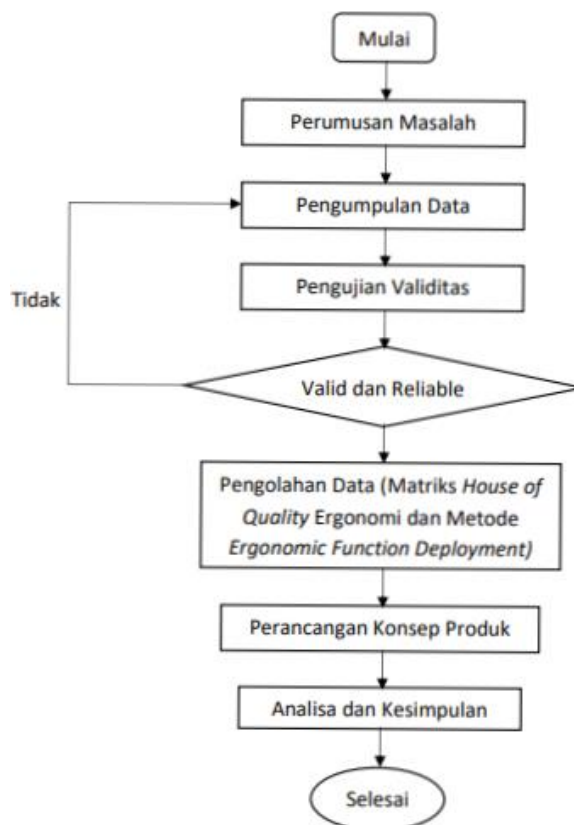 Mulai
Perumusan Masalah
Pengumpulan Data
Tidak
Pengujian Validitas
Valid dan Reliable
Pengolahan Data (Matriks House of
Quality Ergonomi dan Metode
Ergonomic Function Deployment)
Perancangan Konsep Produk
Analisa dan Kesimpulan
Selesai